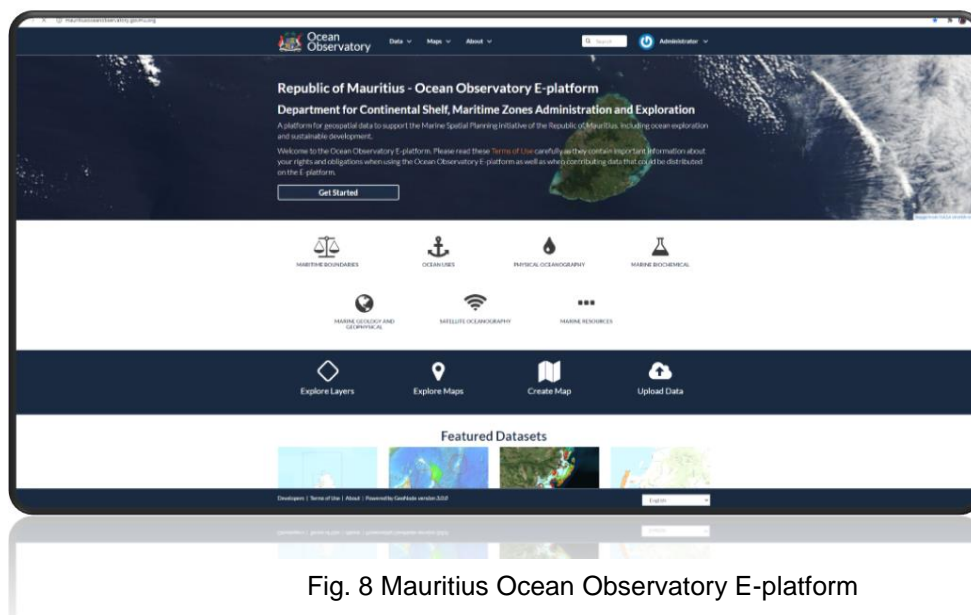 Ocean
Observatory
Data
Maps
About
Search
Administrator
Republic of Mauritius - Ocean Observatory E-platform
Department for Continental Shelf, Maritime Zones Administration and Exploration
A platform for geospatial data to support the Marine Spatial Planning Initiative of the Republic of Mauritius, including ocean exploration
and sustainable development.
Welcome to the Ocean Observatory E-platform. Please read these Terms of Use carefully as they contain important information about
your rights and obligations when using the Ocean Observatory E-platform as well as when contributing data that could be distributed
on the E-platform.
Get Started
MARITIME BOUNDARIES
OCEAN USES
PHYSICAL OCEANOGRAPHY
MARINE BIOCHEMICAL
MARINE GEOLOGY AND
GEOPHYSICAL
SATELLITE OCEANOGRAPHY
MARINE RESOURCES
Explore Layers
Explore Maps
Create Map
Upload Data
Featured Datasets
Developers | Terms of Use | About | Powered by GeoNode version 3.0.0
English
Fig. 8 Mauritius Ocean Observatory E-platform